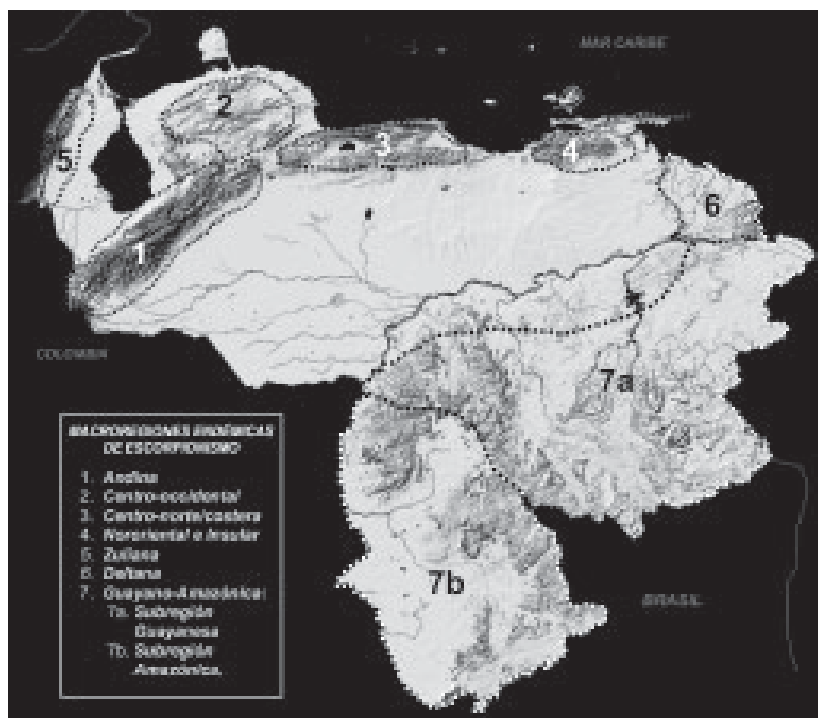 MAR CARIBE
2
5
3
4
1
6
COLOMBIA
7a
MACROREGIONES ENDÉMICAS
DE ESCORPIONISMO
1. Andina
2. Centro-occidental
3. Centro-norte/costera
4. Nororiental e Insular
5. Zuliana
6. Deltana
7. Guayano-Amazónica:
7a. Subregión
Guayanesa
7b. Subregión
Amazónica.
7b
BRASIL